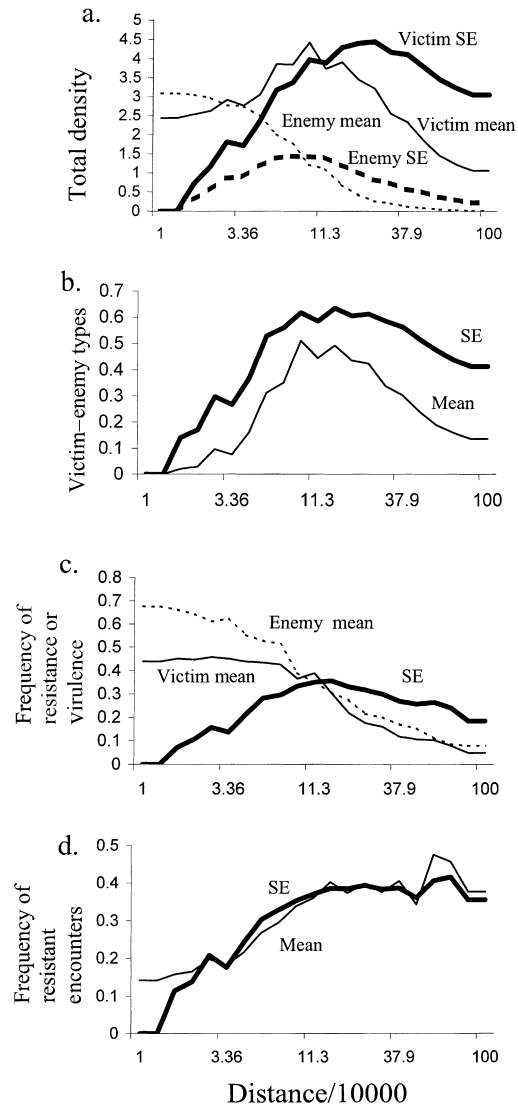 a.
5
4.5
4
3.5
3
2.5
2
1.5
1
0.5
0
Total density
Victim SE
Enemy mean
Victim mean
Enemy SE
1 3.36 11.3 37.9 100
b.
0.7
0.6
0.5
0.4
0.3
0.2
0.1
0
Victim–enemy types
SE
Mean
1 3.36 11.3 37.9 100
c.
0.8
0.7
0.6
0.5
0.4
0.3
0.2
0.1
0
Frequency of
resistance or
virulence
Enemy mean
Victim mean
SE
1 3.36 11.3 37.9 100
d.
0.5
0.4
0.3
0.2
0.1
0
Frequency of
resistant
encounters
SE
Mean
1 3.36 11.3 37.9 100
Distance/10000